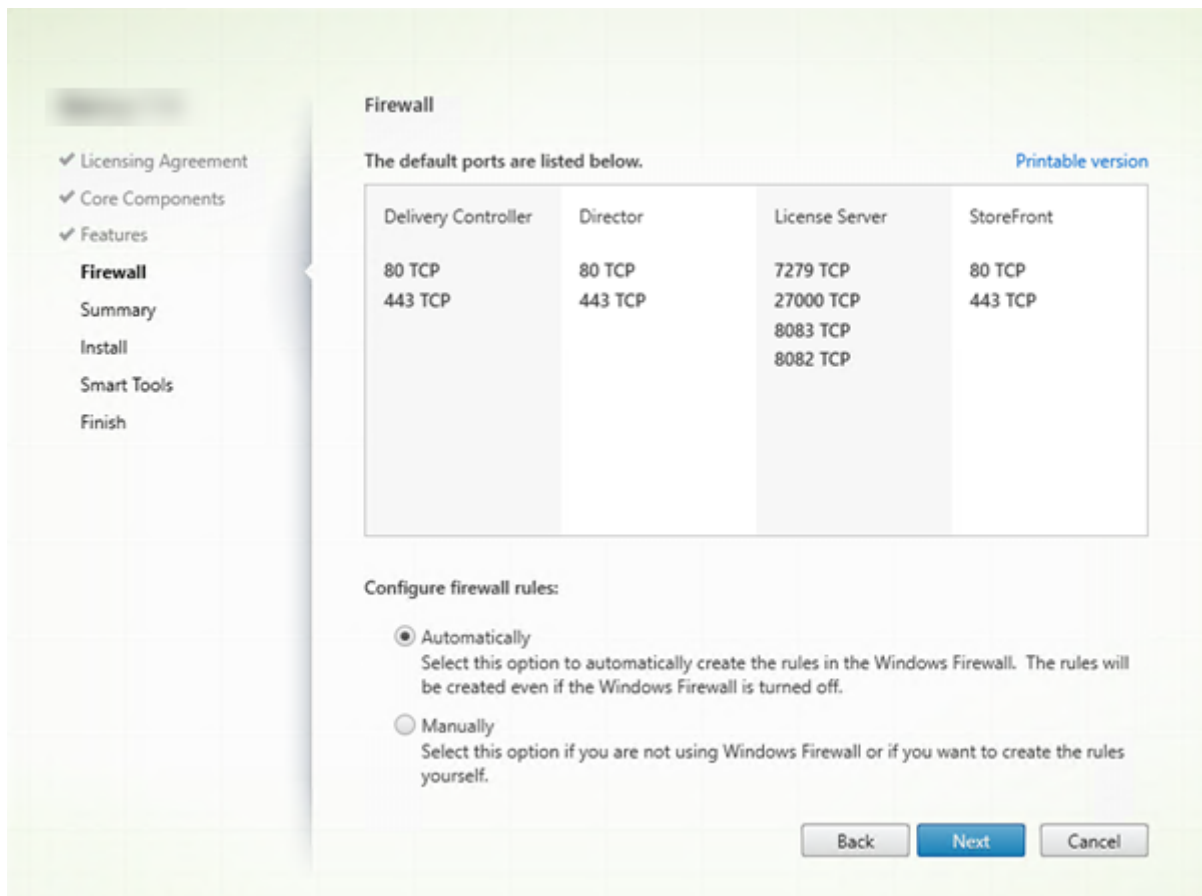 Licensing Agreement
Core Components
Features
Firewall
Summary
Install
Smart Tools
Finish
Firewall
The default ports are listed below.
Printable version
Delivery Controller
80 TCP
443 TCP
Director
80 TCP
443 TCP
License Server
7279 TCP
27000 TCP
8083 TCP
8082 TCP
StoreFront
80 TCP
443 TCP
Configure firewall rules:
Automatically
Select this option to automatically create the rules in the Windows Firewall.  The rules will
be created even if the Windows Firewall is turned off.
Manually
Select this option if you are not using Windows Firewall or if you want to create the rules
yourself.
Back
Next
Cancel